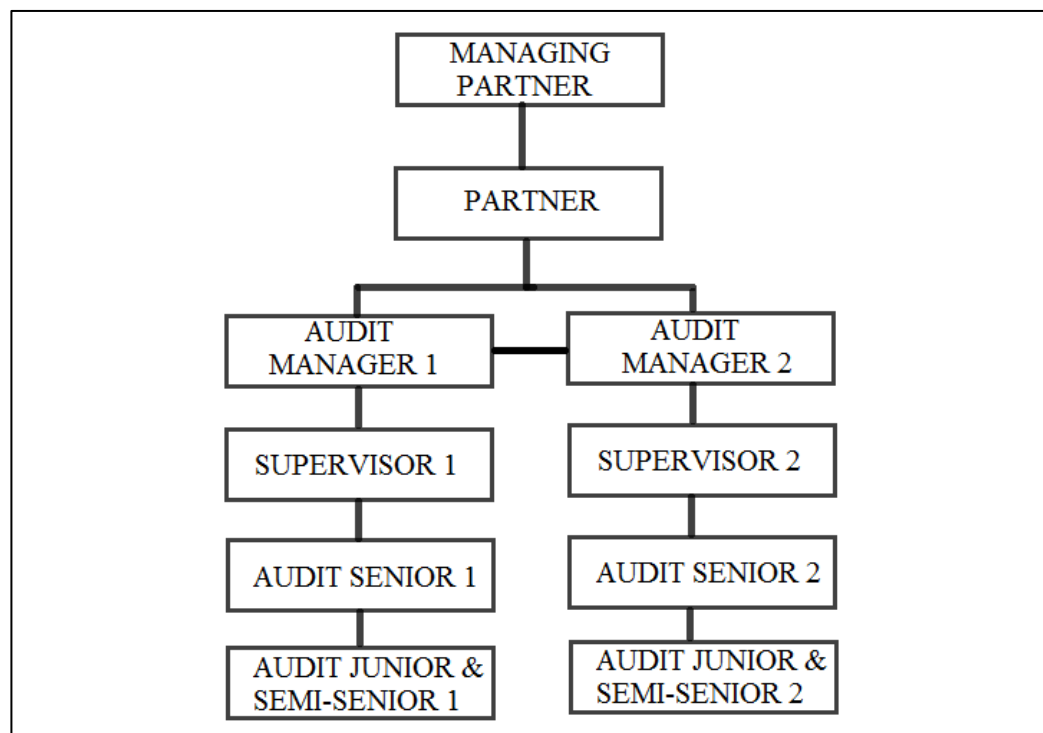 MANAGING
PARTNER
PARTNER
AUDIT
MANAGER 1
AUDIT
MANAGER 2
SUPERVISOR 1
SUPERVISOR 2
AUDIT SENIOR 1
AUDIT SENIOR 2
AUDIT JUNIOR &
SEMI-SENIOR 1
AUDIT JUNIOR &
SEMI-SENIOR 2